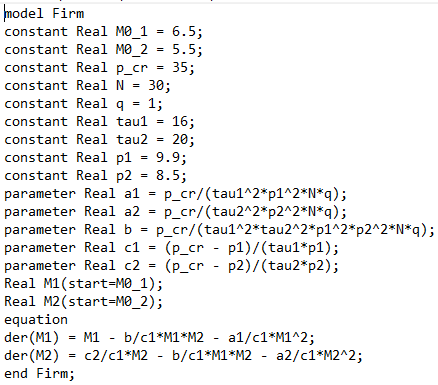 model Firm
constant Real M0_1 = 6.5;
constant Real M0_2 = 5.5;
constant Real p_cr = 35;
constant Real N = 30;
constant Real q = 1;
constant Real tau1 = 16;
constant Real tau2 = 20;
constant Real p1 = 9.9;
constant Real p2 = 8.5;
parameter Real a1 = p_cr/(tau1^2*p1^2*N*q);
parameter Real a2 = p_cr/(tau2^2*p2^2*N*q);
parameter Real b = p_cr/(tau1^2*tau2^2*p1^2*p2^2*N*q);
parameter Real c1 = (p_cr - p1)/(tau1*p1);
parameter Real c2 = (p_cr - p2)/(tau2*p2);
Real M1(start=M0_1);
Real M2(start=M0_2);
equation
der(M1) = M1 - b/c1*M1*M2 - a1/c1*M1^2;
der(M2) = c2/c1*M2 - b/c1*M1*M2 - a2/c1*M2^2;
end Firm;